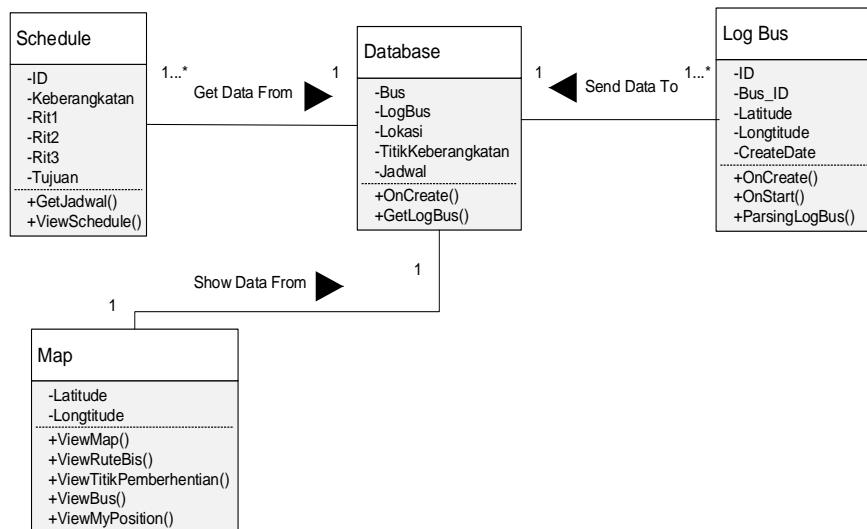 Schedule
-ID
-Keberangkatan
-Rit1
-Rit2
-Rit3
-Tujuan
+GetJadwal()
+ViewSchedule()
1...*
Get Data From
1
Database
-Bus
-LogBus
-Lokasi
-TitikKeberangkatan
-Jadwal
+OnCreate()
+GetLogBus()
1
Send Data To
1...*
Log Bus
-ID
-Bus_ID
-Latitude
-Longtitude
-CreateDate
+OnCreate()
+OnStart()
+ParsingLogBus()
1
Show Data From
1
Map
-Latitude
-Longtitude
+ViewMap()
+ViewRuteBis()
+ViewTitikPemberhentian()
+ViewBus()
+ViewMyPosition()